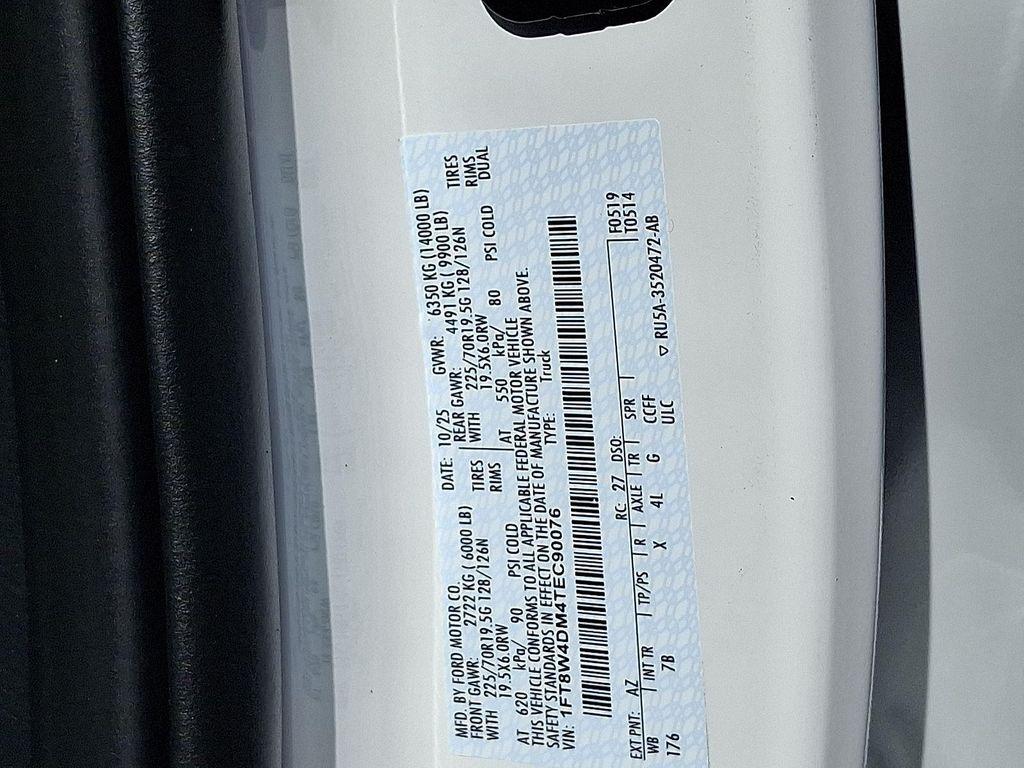 MFD. BY FORD MOTOR CO. DATE: 10/25 GVWR: 6350 KG (14000 LB)
FRONT GAWR: 2722 KG ( 6000 LB) REAR GAWR: 4491 KG ( 9900 LB)
WITH 225/70R19.5G 128/126N TIRES WITH 225/70R19.5G 128/126N TIRES
19.5X6.0RW RIMS 19.5X6.0RW RIMS
AT 620 kPa/ 90 PSI COLD AT 550 kPa/ 80 PSI COLD DUAL
THIS VEHICLE CONFORMS TO ALL APPLICABLE FEDERAL MOTOR VEHICLE
SAFETY STANDARDS IN EFFECT ON THE DATE OF MANUFACTURE SHOWN ABOVE.
VIN: 1FT8W4DM4TEC90076 TYPE: Truck
EXT PNT: AZ RC: 27 DSO: F0519
WB INT TR TP/PS R AXLE TR SPR T0514
176 7B X 4L G CCFF
ULC ▽ RU5A-3520472-AB